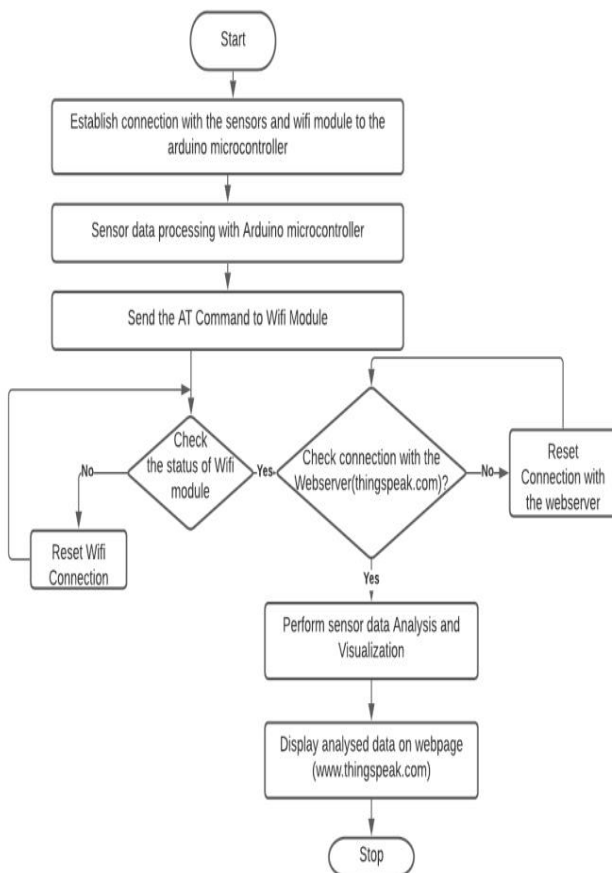 Start
Establish connection with the sensors and wifi module to the
arduino microcontroller
Sensor data processing with Arduino microcontroller
Send the AT Command to Wifi Module
Check
the status of Wifi
module
No
Yes
Reset Wifi
Connection
Check connection with the
Webserver(thingspeak.com)?
No
Reset
Connection with
the webserver
Yes
Perform sensor data Analysis and
Visualization
Display analysed data on webpage
(www.thingspeak.com)
Stop